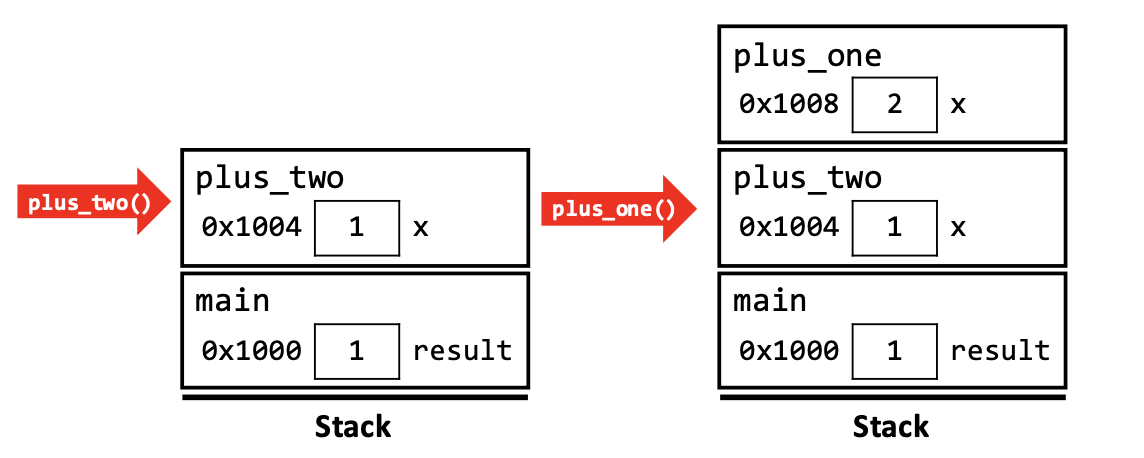 plus_two()
plus_two
0x1004 1 x
main
0x1000 1 result
Stack
plus_one()
plus_one
0x1008 2 x
plus_two
0x1004 1 x
main
0x1000 1 result
Stack